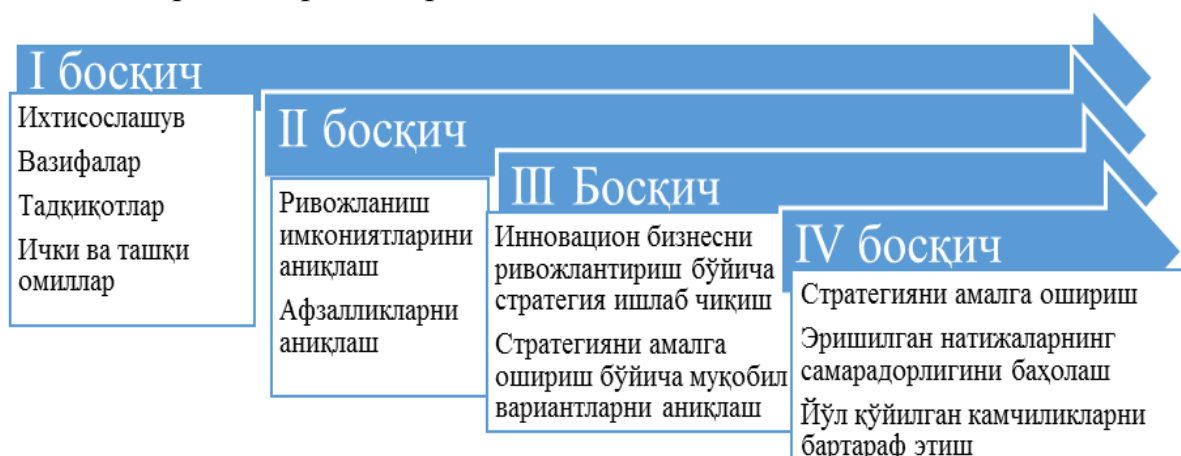 I босқич
Ихтисослашув
Вазифалар
Тадқиқотлар
Ички ва ташқи
омиллар
II босқич
Ривожланиш
имкониятларини
аниқлаш
Афзалликларни
аниқлаш
III Босқич
Инновацион бизнесни
ривожлантириш бўйича
стратегия ишлаб чиқиш
Стратегияни амалга
ошириш бўйича муқобил
вариантларни аниқлаш
IV босқич
Стратегияни амалга ошириш
Эришилган натижаларнинг
самарадорлигини баҳолаш
Йўл қўйилган камчиликларни
бартараф этиш